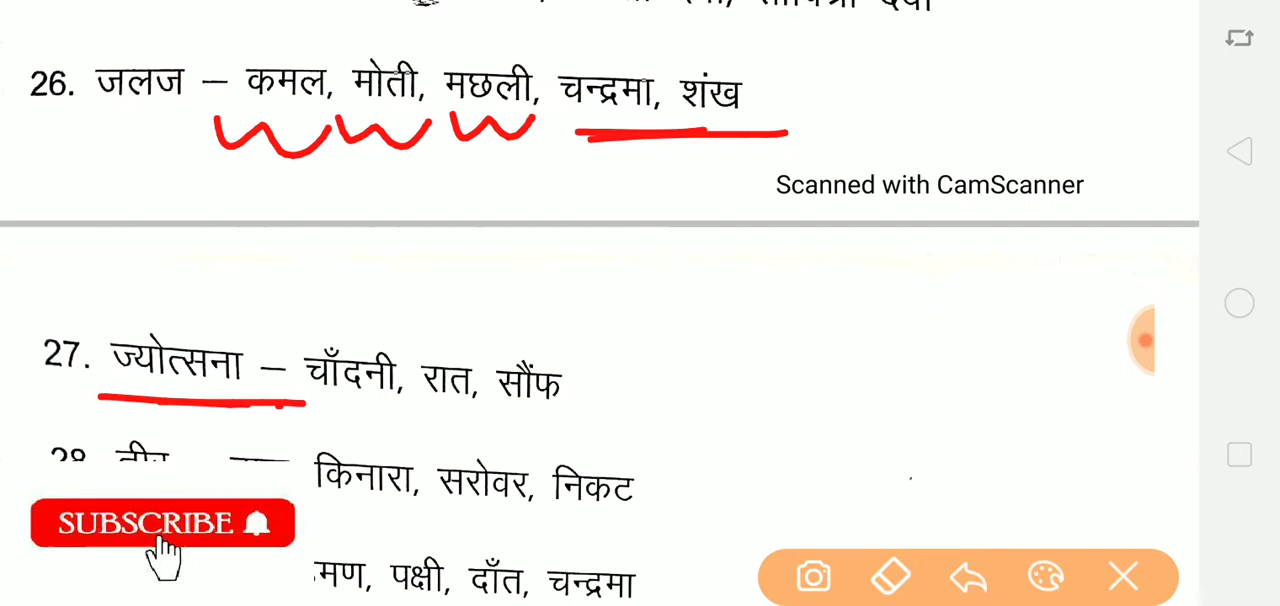 26. जलज – कमल, मोती, मछली, चन्द्रमा, शंख
Scanned with CamScanner
27. ज्योत्सना – चाँदनी, रात, सौंफ
किनारा, सरोवर, निकट
SUBSCRIBE
पक्षी, दाँत, चन्द्रमा